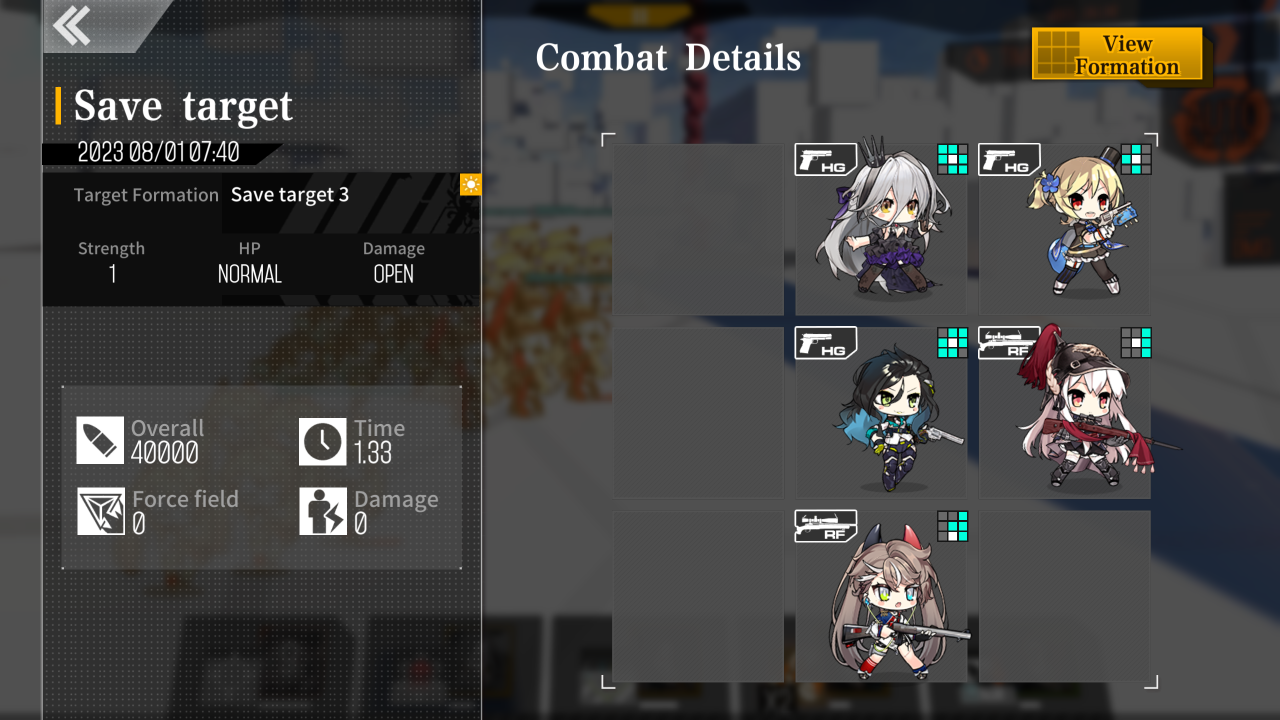 Save target
2023 08/01 07:40
Target Formation Save target 3
Strength HP Damage
1 NORMAL OPEN
Overall
40000
Time
1.33
Force field
0
Damage
0
Combat Details
View
Formation
HG
HG
HG
RF
RF